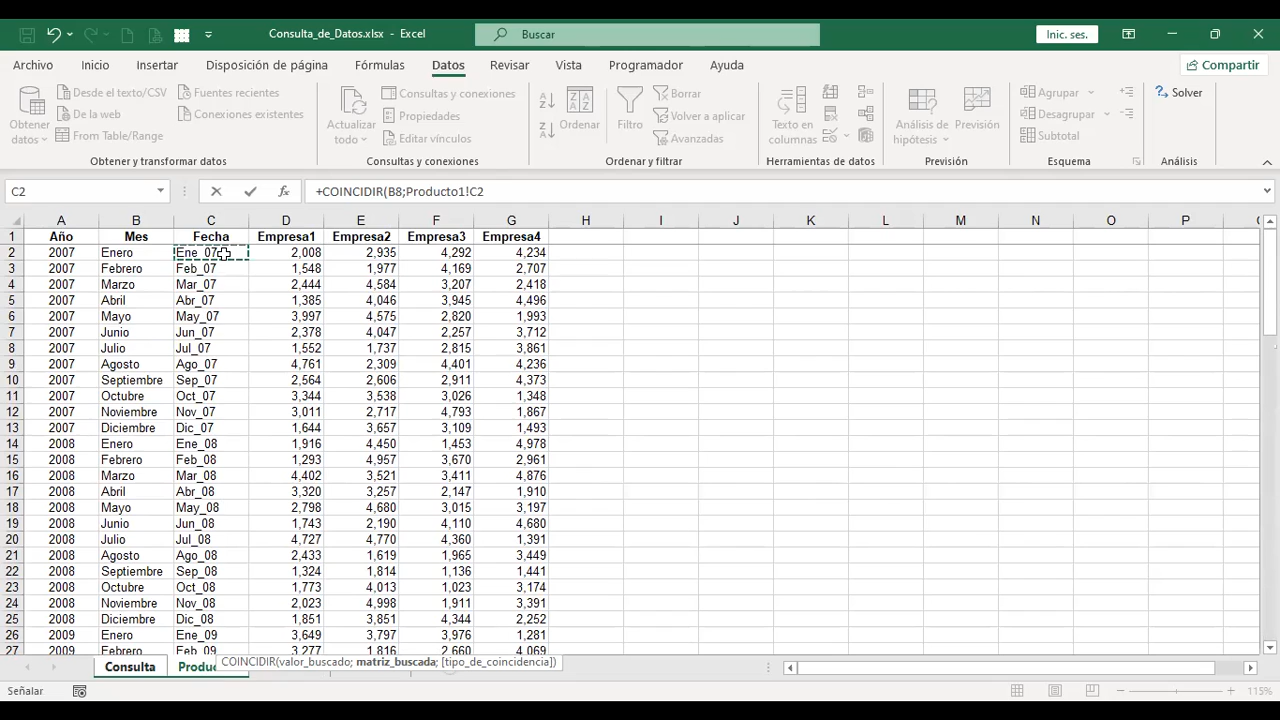 Consulta_de_Datos.xlsx - Excel
Buscar
Inic. ses.
Archivo Inicio Insertar Disposición de página Fórmulas Datos Revisar Vista Programador Ayuda Compartir
Obtener datos
Desde el texto/CSV
De la web
From Table/Range
Fuentes recientes
Conexiones existentes
Obtener y transformar datos
Actualizar todo
Consultas y conexiones
Propiedades
Editar vínculos
Consultas y conexiones
Ordenar
Filtro
Borrar
Volver a aplicar
Avanzadas
Ordenar y filtrar
Texto en columnas
Herramientas de datos
Análisis de hipótesis
Previsión
Previsión
Agrupar
Desagrupar
Subtotal
Esquema
Solver
Análisis
C2 +COINCIDIR(B8;Producto1!C2
A B C D E F G H I J K L M N O P
1 Año Mes Fecha Empresa1 Empresa2 Empresa3 Empresa4
2 2007 Enero Ene_07 2,008 2,935 4,292 4,234
3 2007 Febrero Feb_07 1,548 1,977 4,169 2,707
4 2007 Marzo Mar_07 2,444 4,584 3,207 2,418
5 2007 Abril Abr_07 1,385 4,046 3,945 4,496
6 2007 Mayo May_07 3,997 4,575 2,820 1,993
7 2007 Junio Jun_07 2,378 4,047 2,257 3,712
8 2007 Julio Jul_07 1,552 1,737 2,815 3,861
9 2007 Agosto Ago_07 4,761 2,309 4,401 4,236
10 2007 Septiembre Sep_07 2,564 2,606 2,911 4,373
11 2007 Octubre Oct_07 3,344 3,538 3,026 1,348
12 2007 Noviembre Nov_07 3,011 2,717 4,793 1,867
13 2007 Diciembre Dic_07 1,644 3,657 3,109 1,493
14 2008 Enero Ene_08 1,916 4,450 1,453 4,978
15 2008 Febrero Feb_08 1,293 4,957 3,670 2,961
16 2008 Marzo Mar_08 4,402 3,521 3,411 4,876
17 2008 Abril Abr_08 3,320 3,257 2,147 1,910
18 2008 Mayo May_08 2,798 4,680 3,015 3,197
19 2008 Junio Jun_08 1,743 2,190 4,110 4,680
20 2008 Julio Jul_08 4,727 4,770 4,360 1,391
21 2008 Agosto Ago_08 2,433 1,619 1,965 3,449
22 2008 Septiembre Sep_08 1,324 1,814 1,136 1,441
23 2008 Octubre Oct_08 1,773 4,013 1,023 3,174
24 2008 Noviembre Nov_08 2,023 4,998 1,911 3,391
25 2008 Diciembre Dic_08 1,851 3,851 4,344 2,252
26 2009 Enero Ene_09 3,649 3,797 3,976 1,281
27 2009 Febrero Feb_09 3,277 1,816 2,660 4,069
Consulta Produc COINCIDIR(valor_buscado; matriz_buscada; [tipo_de_coincidencia])
Señalar 115%